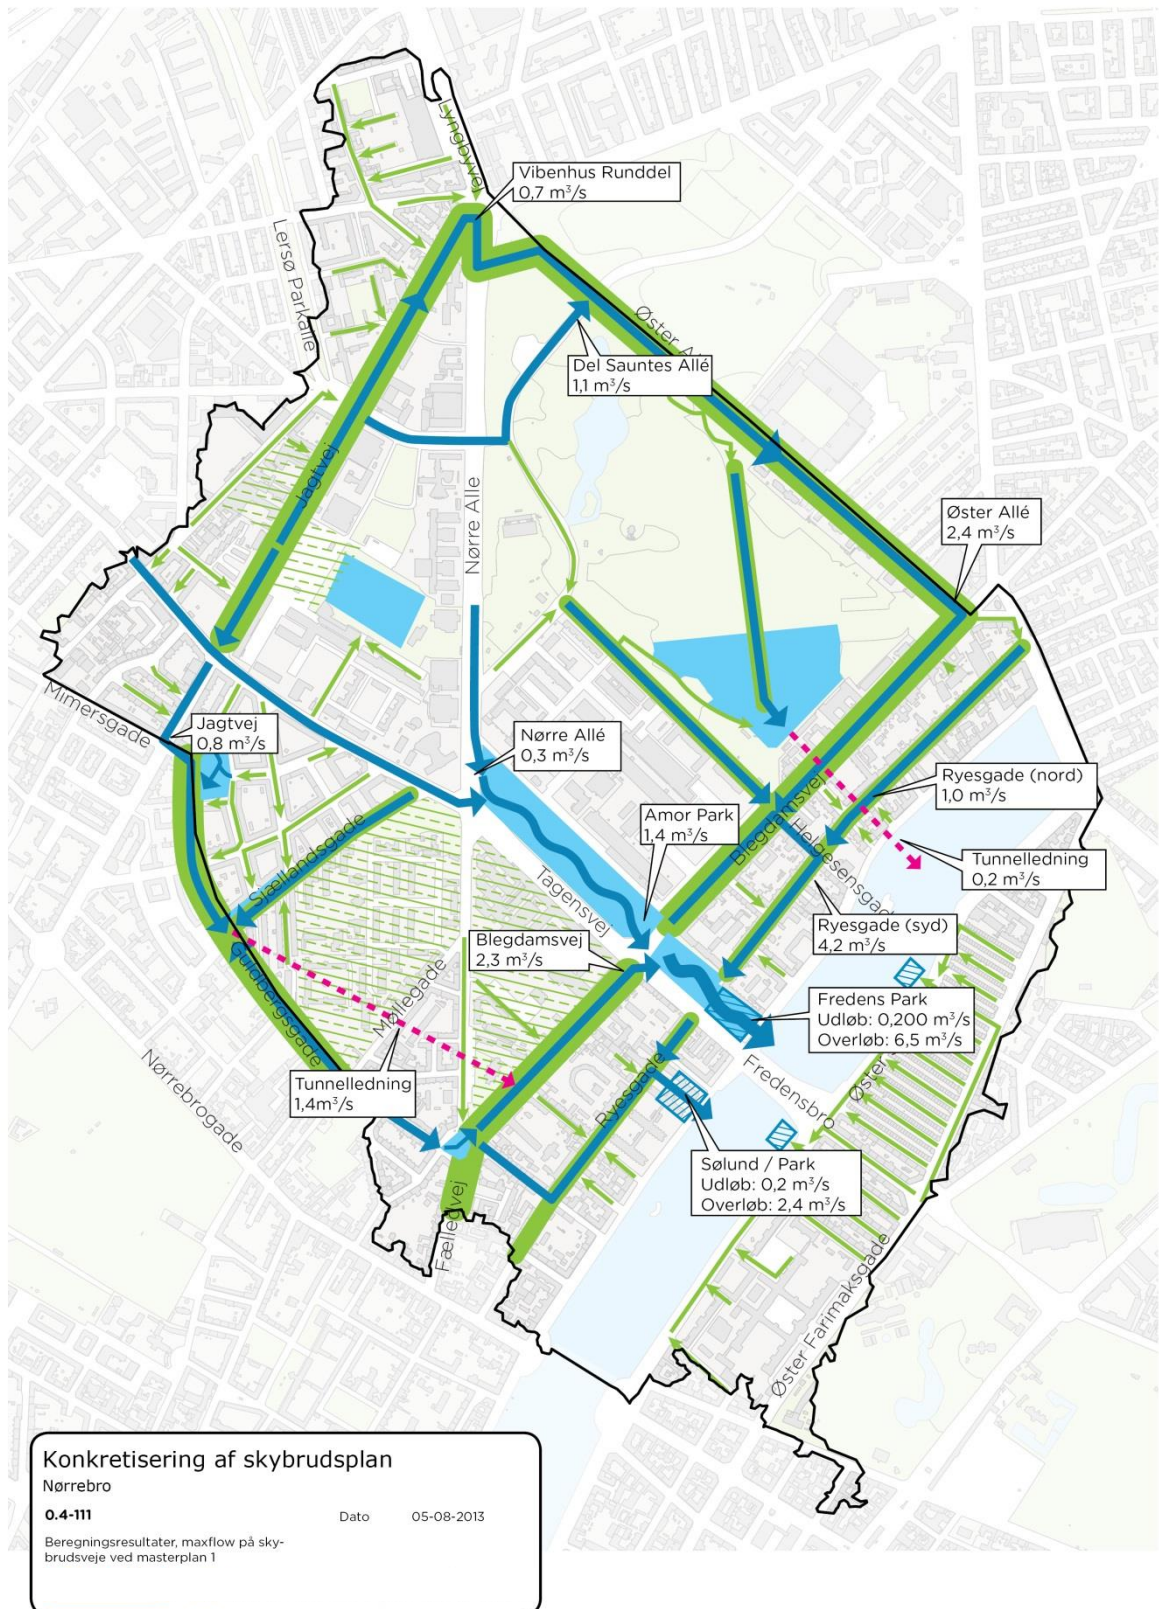 Lyngbyvej
Vibenhus Runddel
0,7 m³/s
Lersø Parkalle
Øster A
Del Sauntes Allé
1,1 m³/s
Jagtvej
Nørre Alle
Øster Allé
2,4 m³/s
Mimersgade
Jagtvej
0,8 m³/s
Nørre Allé
0,3 m³/s
Ryesgade (nord)
1,0 m³/s
Amor Park
1,4 m³/s
Blegdamsvej
Helgesensgad
Tunnelledning
0,2 m³/s
Sjællandsgade
Tagensvej
Ryesgade (syd)
4,2 m³/s
Blegdamsvej
2,3 m³/s
Guldbergsgade
Møllegade
Fredens Park
Udløb: 0,200 m³/s
Overløb: 6,5 m³/s
Nørrebrogade
Tunnelledning
1,4m³/s
Ryesgade
Fredensbro
Øster
Sølund / Park
Udløb: 0,2 m³/s
Overløb: 2,4 m³/s
Fælledvej
Øster Farimaksgade
Konkretisering af skybrudsplan
Nørrebro
0.4-111
Dato 05-08-2013
Beregningsresultater, maxflow på sky-
brudsveje ved masterplan 1